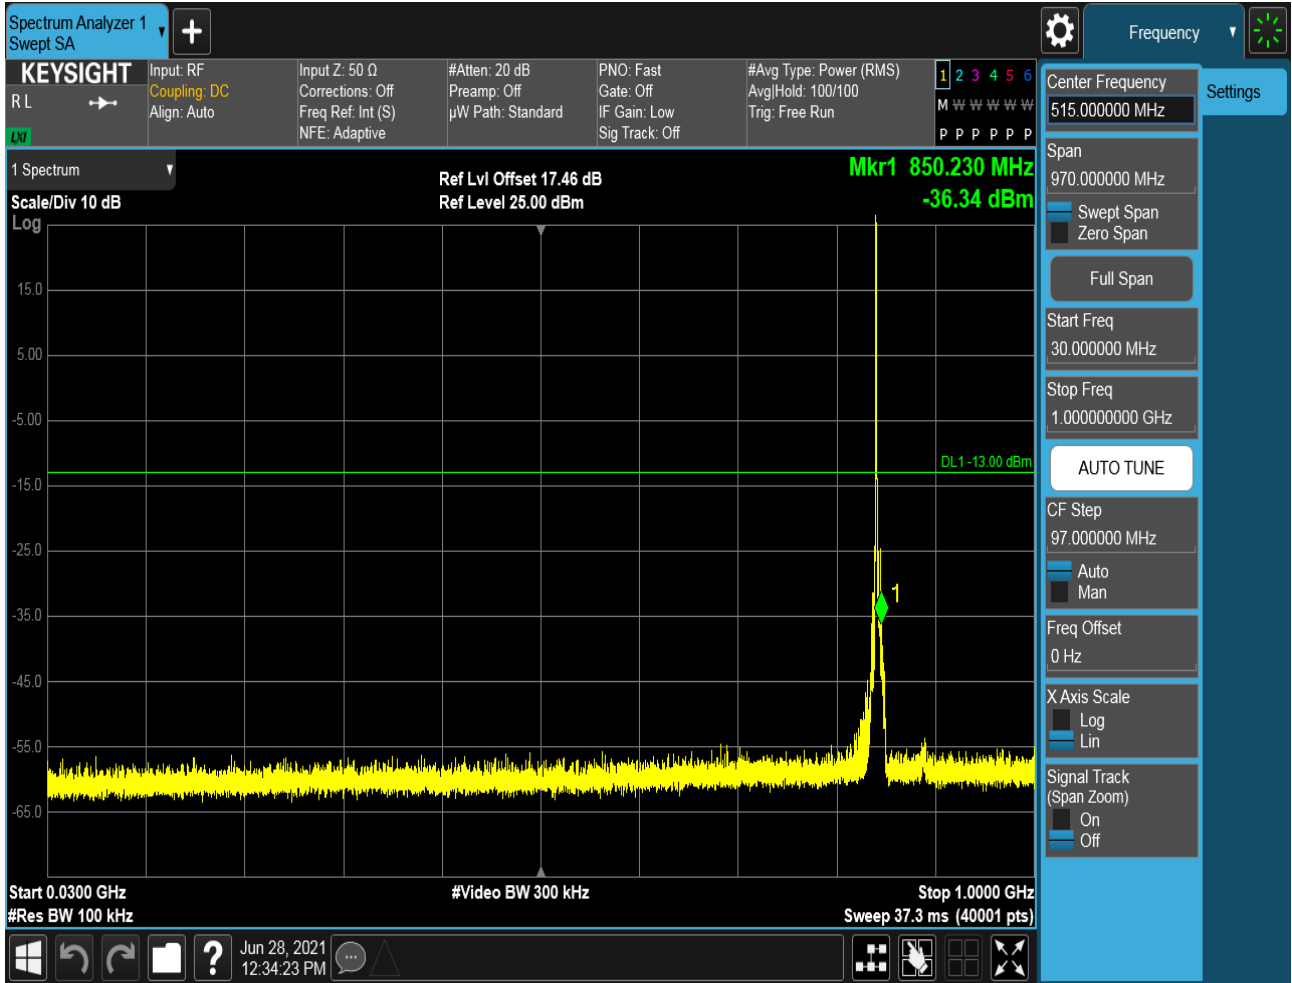 Spectrum Analyzer 1
Swept SA
Frequency
KEYSIGHT
R L
LXI
Input: RF
Coupling: DC
Align: Auto
Input Z: 50 Ω
Corrections: Off
Freq Ref: Int (S)
NFE: Adaptive
#Atten: 20 dB
Preamp: Off
µW Path: Standard
PNO: Fast
Gate: Off
IF Gain: Low
Sig Track: Off
#Avg Type: Power (RMS)
Avg|Hold: 100/100
Trig: Free Run
1 2 3 4 5 6
M W W W W W
P P P P P P
Center Frequency
515.000000 MHz
Settings
1 Spectrum
Scale/Div 10 dB
Log
Ref Lvl Offset 17.46 dB
Ref Level 25.00 dBm
Mkr1 850.230 MHz
-36.34 dBm
15.0
5.00
-5.00
-15.0
-25.0
-35.0
-45.0
-55.0
-65.0
DL1 -13.00 dBm
1
Start 0.0300 GHz
#Res BW 100 kHz
#Video BW 300 kHz
Stop 1.0000 GHz
Sweep 37.3 ms (40001 pts)
Span
970.000000 MHz
Swept Span
Zero Span
Full Span
Start Freq
30.000000 MHz
Stop Freq
1.000000000 GHz
AUTO TUNE
CF Step
97.000000 MHz
Auto
Man
Freq Offset
0 Hz
X Axis Scale
Log
Lin
Signal Track
(Span Zoom)
On
Off
?
Jun 28, 2021
12:34:23 PM